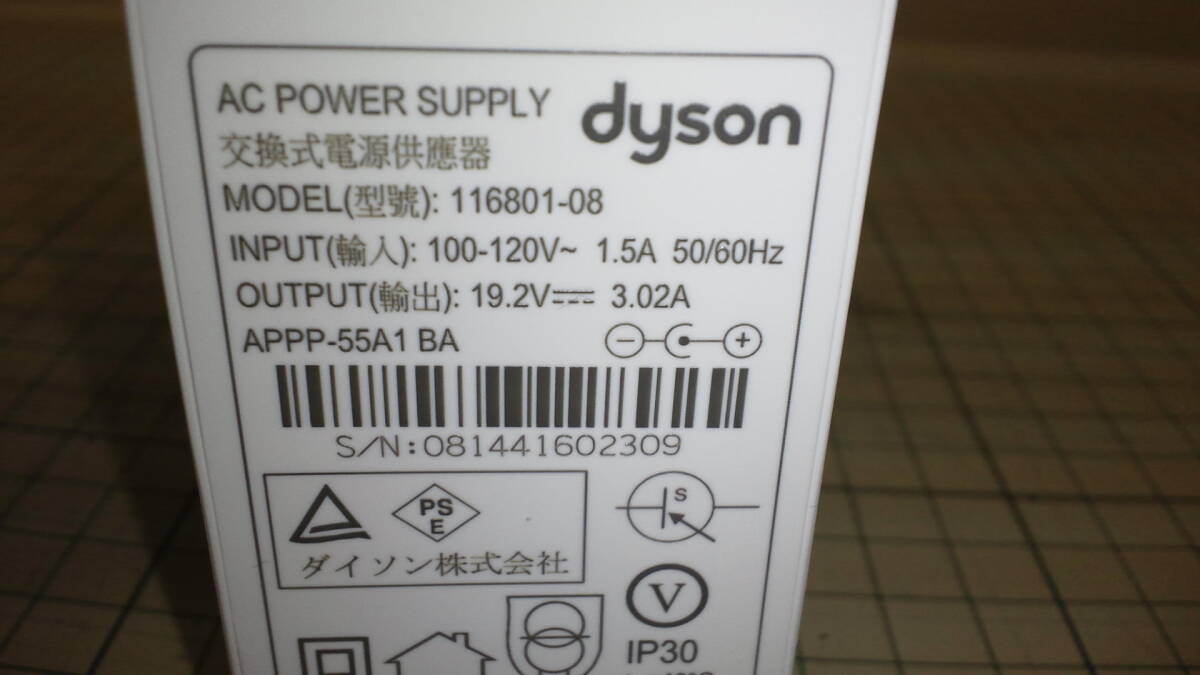 AC POWER SUPPLY
dyson
交換式電源供應器
MODEL(型號): 116801-08
INPUT(輸入): 100-120V~ 1.5A 50/60Hz
OUTPUT(輸出): 19.2V⎓ 3.02A
APPP-55A1 BA
− +
S/N:081441602309
PS
E
S
ダイソン株式会社
V
IP30